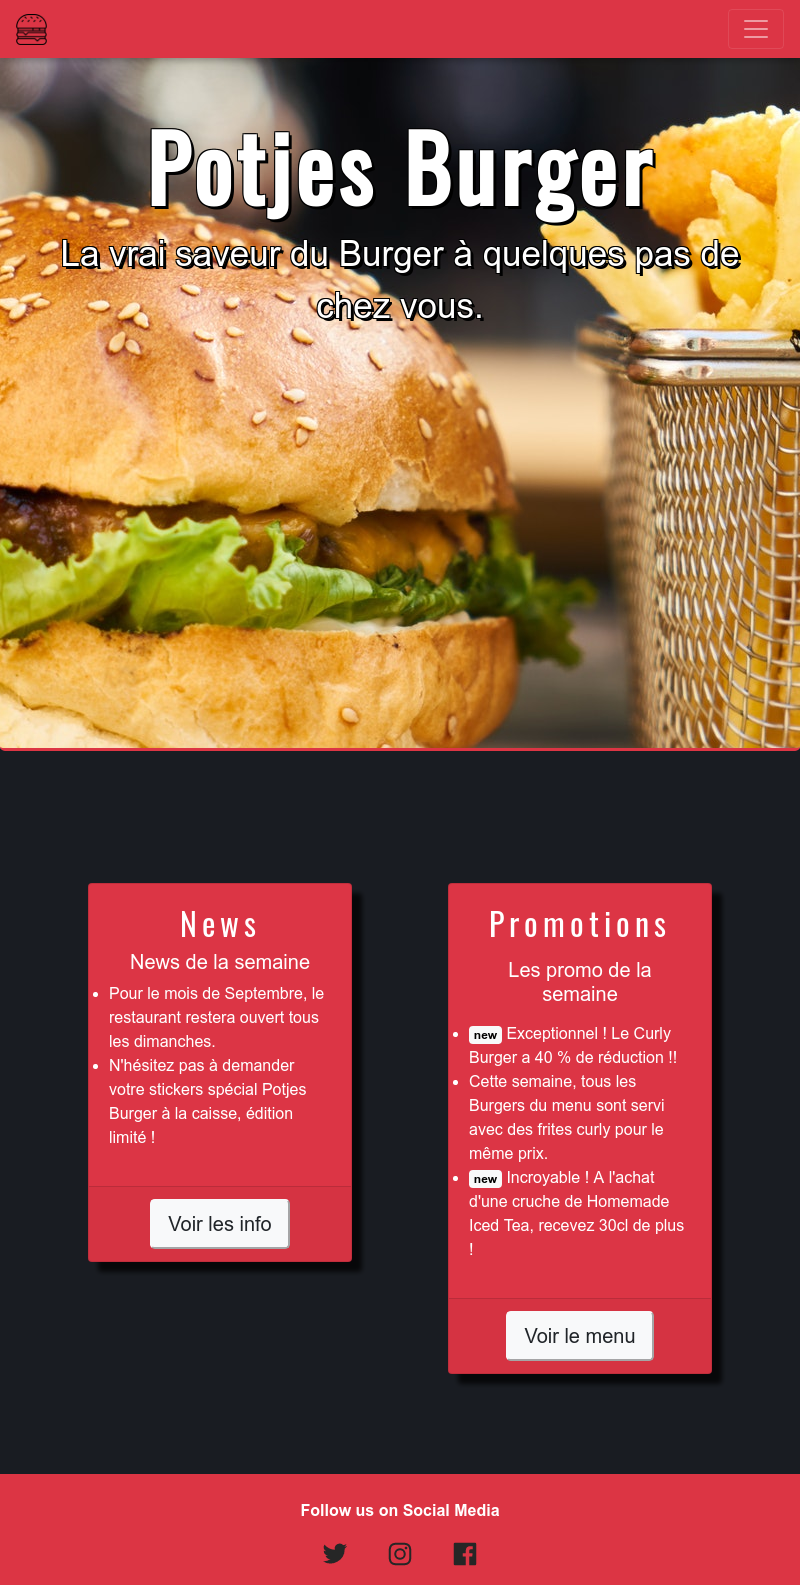 Potjes Burger
La vrai saveur du Burger à quelques pas de
chez vous.
News
News de la semaine
Pour le mois de Septembre, le
restaurant restera ouvert tous
les dimanches.
N'hésitez pas à demander
votre stickers spécial Potjes
Burger à la caisse, édition
limité !
Voir les info
Promotions
Les promo de la
semaine
new Exceptionnel ! Le Curly
Burger a 40 % de réduction !!
Cette semaine, tous les
Burgers du menu sont servi
avec des frites curly pour le
même prix.
new Incroyable ! A l'achat
d'une cruche de Homemade
Iced Tea, recevez 30cl de plus
!
Voir le menu
Follow us on Social Media